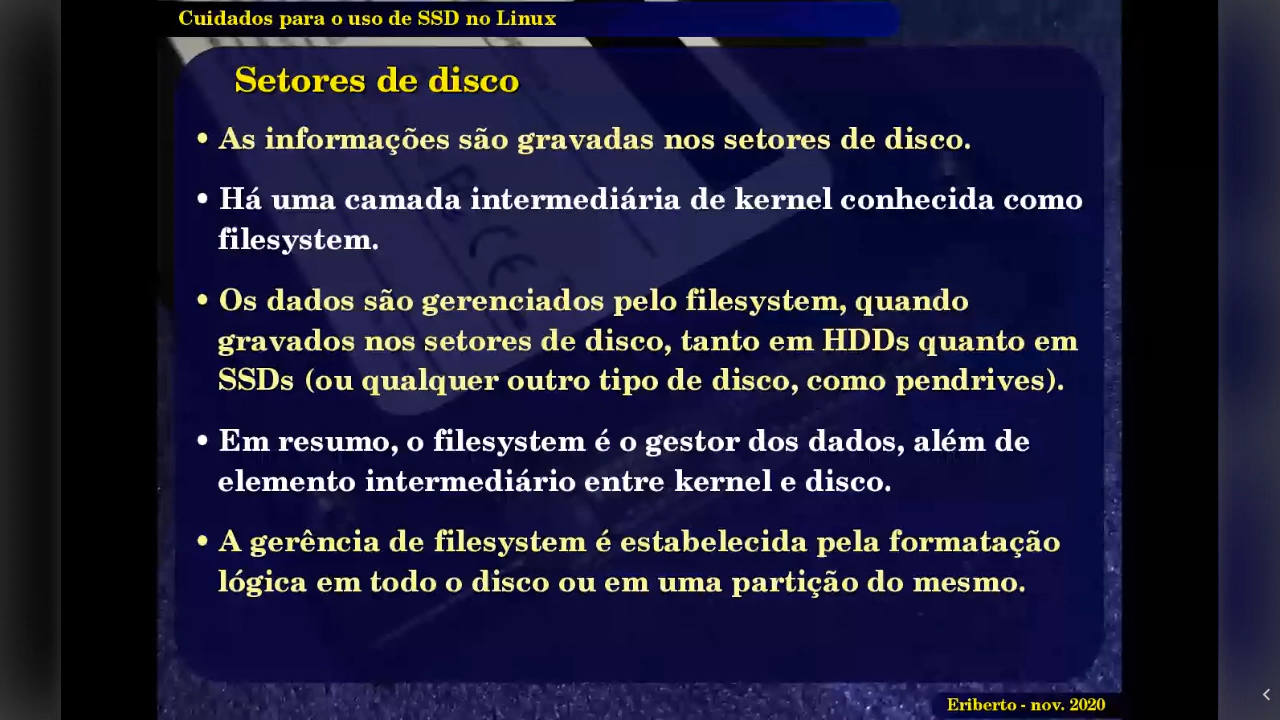 Cuidados para o uso de SSD no Linux
Setores de disco
• As informações são gravadas nos setores de disco.
• Há uma camada intermediária de kernel conhecida como
filesystem.
• Os dados são gerenciados pelo filesystem, quando
gravados nos setores de disco, tanto em HDDs quanto em
SSDs (ou qualquer outro tipo de disco, como pendrives).
• Em resumo, o filesystem é o gestor dos dados, além de
elemento intermediário entre kernel e disco.
• A gerência de filesystem é estabelecida pela formatação
lógica em todo o disco ou em uma partição do mesmo.
Eriberto - nov. 2020